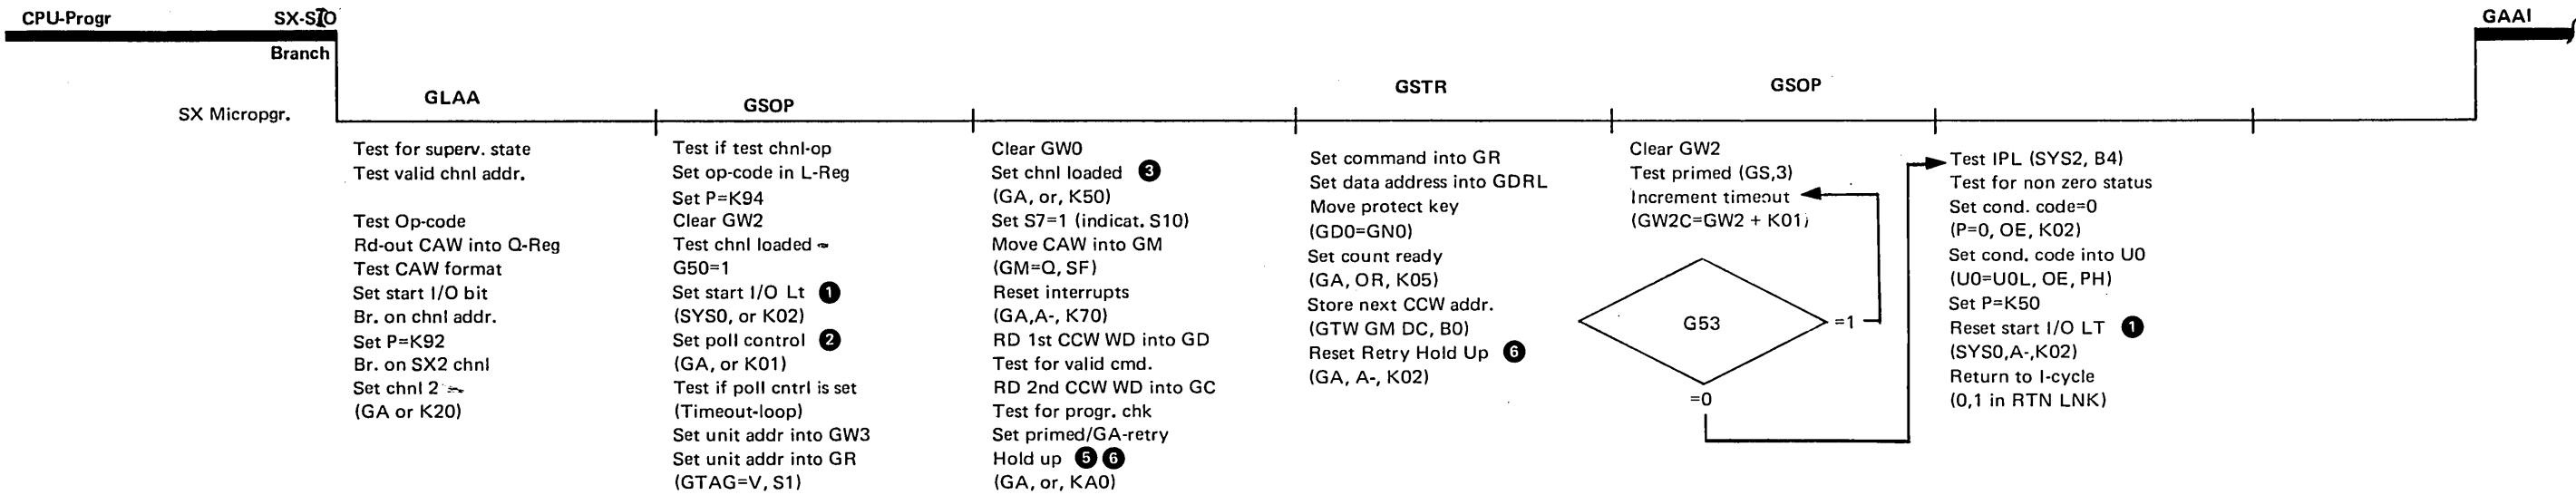 CPU-Progr
SX-SIO
Branch
GAAI
SX Micropgr.
GLAA
GSOP
GSTR
GSOP
Test for superv. state
Test valid chnl addr.
Test Op-code
Rd-out CAW into Q-Reg
Test CAW format
Set start I/O bit
Br. on chnl addr.
Set P=K92
Br. on SX2 chnl
Set chnl 2
(GA or K20)
Test if test chnl-op
Set op-code in L-Reg
Set P=K94
Clear GW2
Test chnl loaded
G50=1
Set start I/O Lt 1
(SYS0, or K02)
Set poll control 2
(GA, or K01)
Test if poll cntrl is set
(Timeout-loop)
Set unit addr into GW3
Set unit addr into GR
(GTAG=V, S1)
Clear GW0
Set chnl loaded 3
(GA, or, K50)
Set S7=1 (indicat. S10)
Move CAW into GM
(GM=Q, SF)
Reset interrupts
(GA,A-, K70)
RD 1st CCW WD into GD
Test for valid cmd.
RD 2nd CCW WD into GC
Test for progr. chk
Set primed/GA-retry
Hold up 5 6
(GA, or, KA0)
Set command into GR
Set data address into GDRL
Move protect key
(GD0=GN0)
Set count ready
(GA, OR, K05)
Store next CCW addr.
(GTW GM DC, B0)
Reset Retry Hold Up 6
(GA, A-, K02)
Clear GW2
Test primed (GS,3)
Increment timeout
(GW2C=GW2 + K01)
G53
=1
=0
Test IPL (SYS2, B4)
Test for non zero status
Set cond. code=0
(P=0, OE, K02)
Set cond. code into U0
(U0=U0L, OE, PH)
Set P=K50
Reset start I/O LT 1
(SYS0,A-,K02)
Return to I-cycle
(0,1 in RTN LNK)